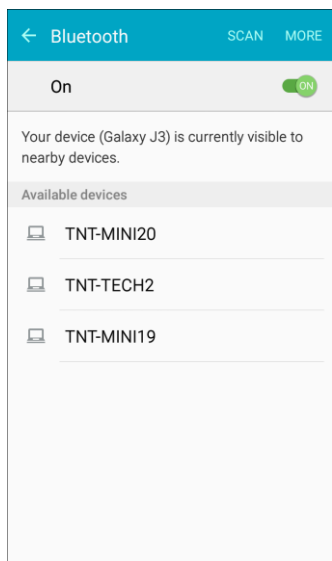 Bluetooth SCAN MORE
On ON
Your device (Galaxy J3) is currently visible to
nearby devices.
Available devices
TNT-MINI20
TNT-TECH2
TNT-MINI19